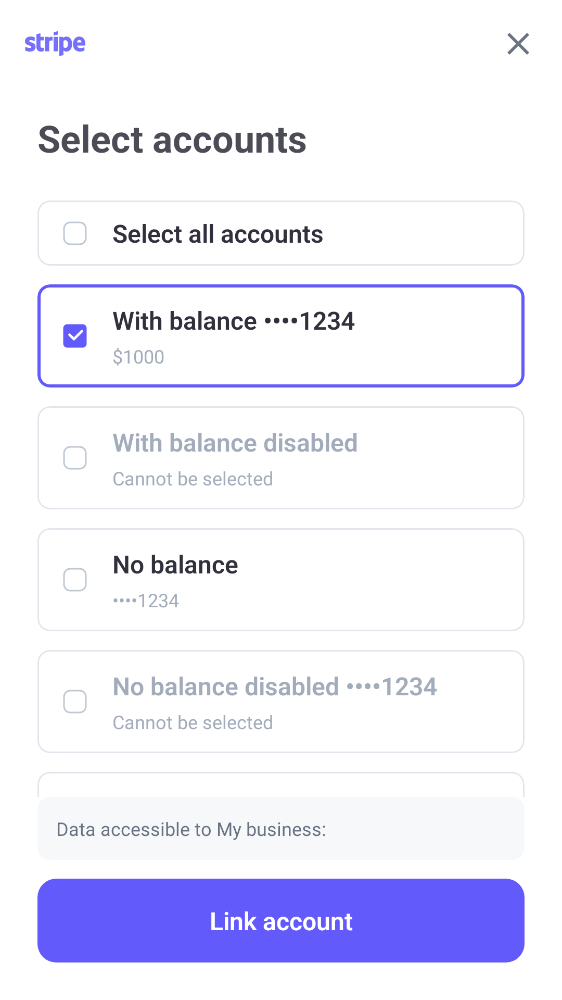 stripe
Select accounts
Select all accounts
With balance ••••1234
$1000
With balance disabled
Cannot be selected
No balance
••••1234
No balance disabled ••••1234
Cannot be selected
Data accessible to My business:
Link account